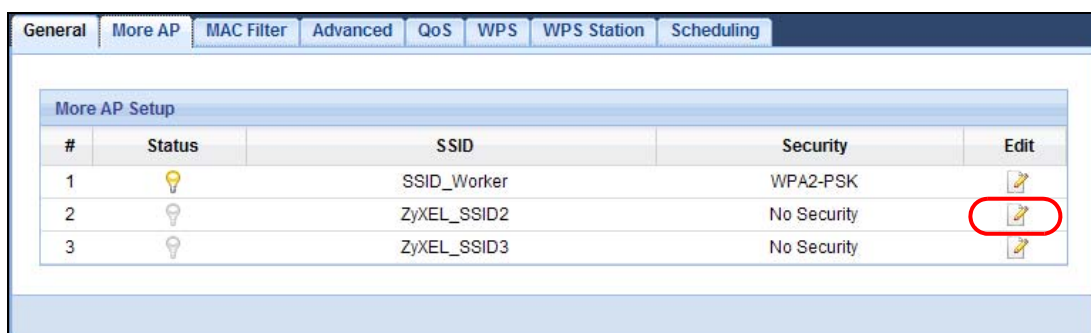 General More AP MAC Filter Advanced QoS WPS WPS Station Scheduling
More AP Setup
# Status SSID Security Edit
1 SSID_Worker WPA2-PSK
2 ZyXEL_SSID2 No Security
3 ZyXEL_SSID3 No Security